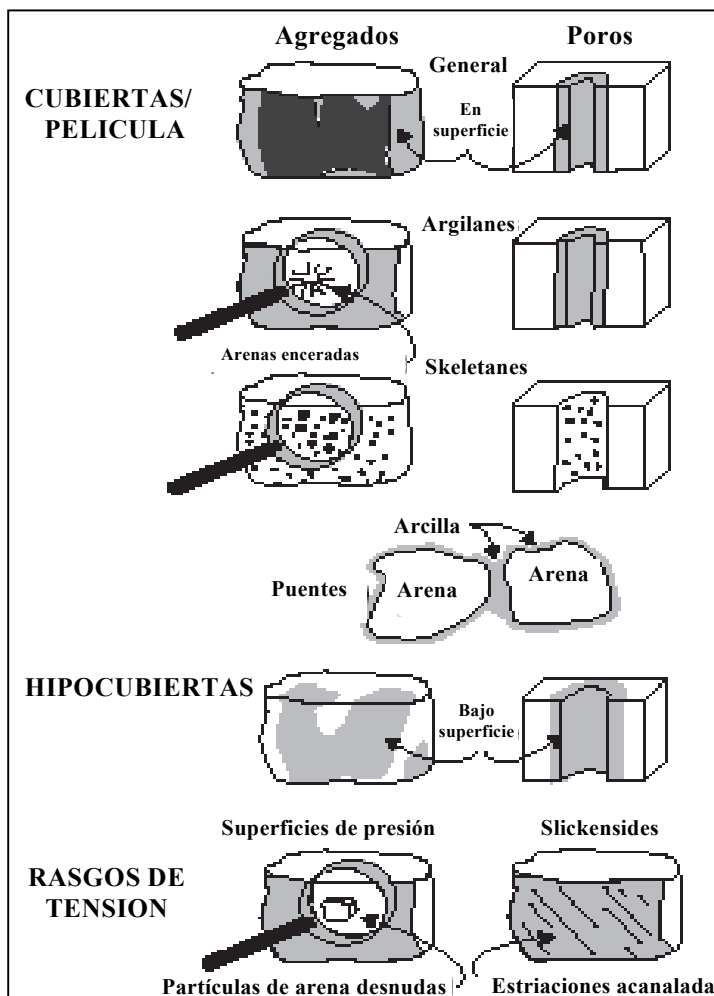 Agregados
Poros
General
CUBIERTAS/
PELICULA
En
superficie
Argilanes
Arenas enceradas
Skeletanes
Arcilla
Puentes
Arena
Arena
HIPOCUBIERTAS
Bajo
superficie
Superficies de presión
Slickensides
RASGOS DE
TENSION
Partículas de arena desnudas
Estriaciones acanalada